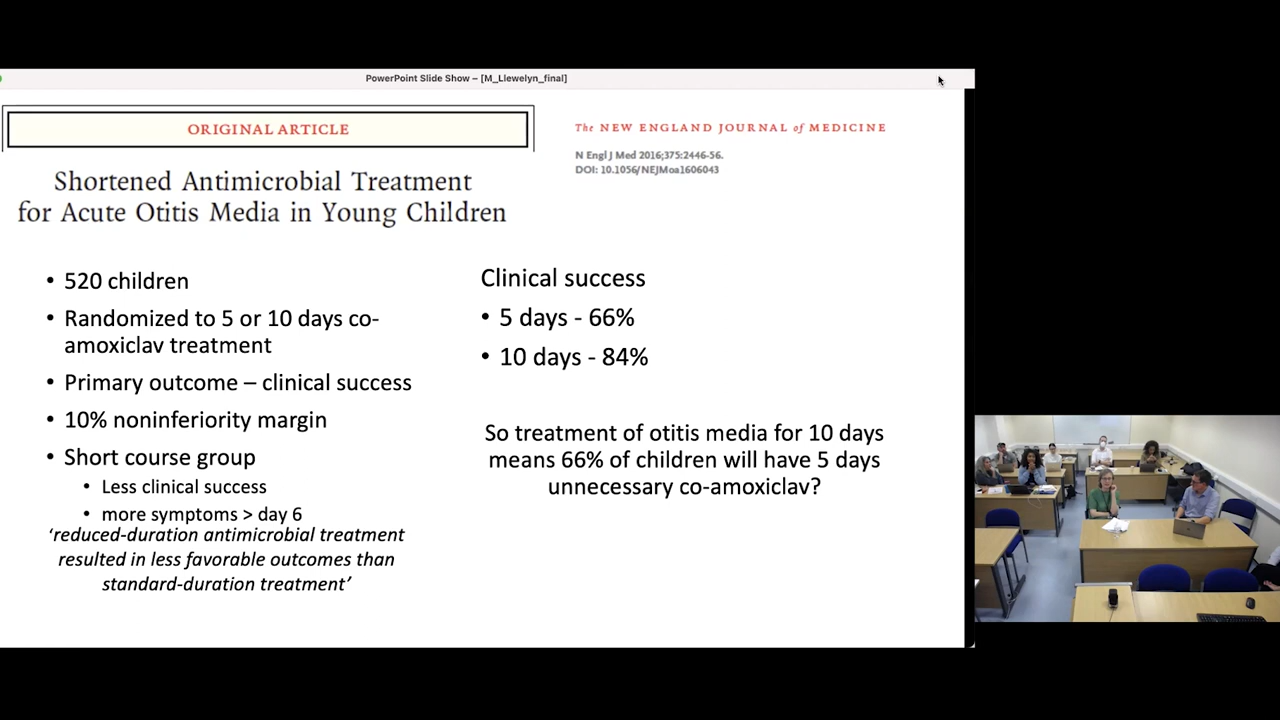 PowerPoint Slide Show – [M_Llewelyn_final]
ORIGINAL ARTICLE
The NEW ENGLAND JOURNAL of MEDICINE
N Engl J Med 2016;375:2446-56.
DOI: 10.1056/NEJMoa1606043
Shortened Antimicrobial Treatment
for Acute Otitis Media in Young Children
• 520 children
• Randomized to 5 or 10 days co-
amoxiclav treatment
• Primary outcome – clinical success
• 10% noninferiority margin
• Short course group
• Less clinical success
• more symptoms > day 6
‘reduced-duration antimicrobial treatment
resulted in less favorable outcomes than
standard-duration treatment’
Clinical success
• 5 days - 66%
• 10 days - 84%
So treatment of otitis media for 10 days
means 66% of children will have 5 days
unnecessary co-amoxiclav?